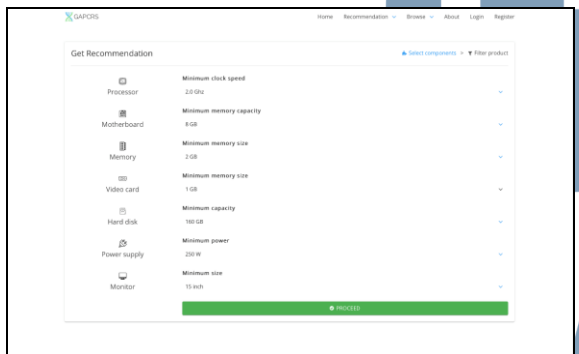 GAPCRS Home Recommendation Browse About Login Register
Get Recommendation Select components > Filter product
Processor
Minimum clock speed
2.0 Ghz
Motherboard
Minimum memory capacity
8 GB
Memory
Minimum memory size
2 GB
Video card
Minimum memory size
1 GB
Hard disk
Minimum capacity
160 GB
Power supply
Minimum power
250 W
Monitor
Minimum size
15 inch
PROCEED